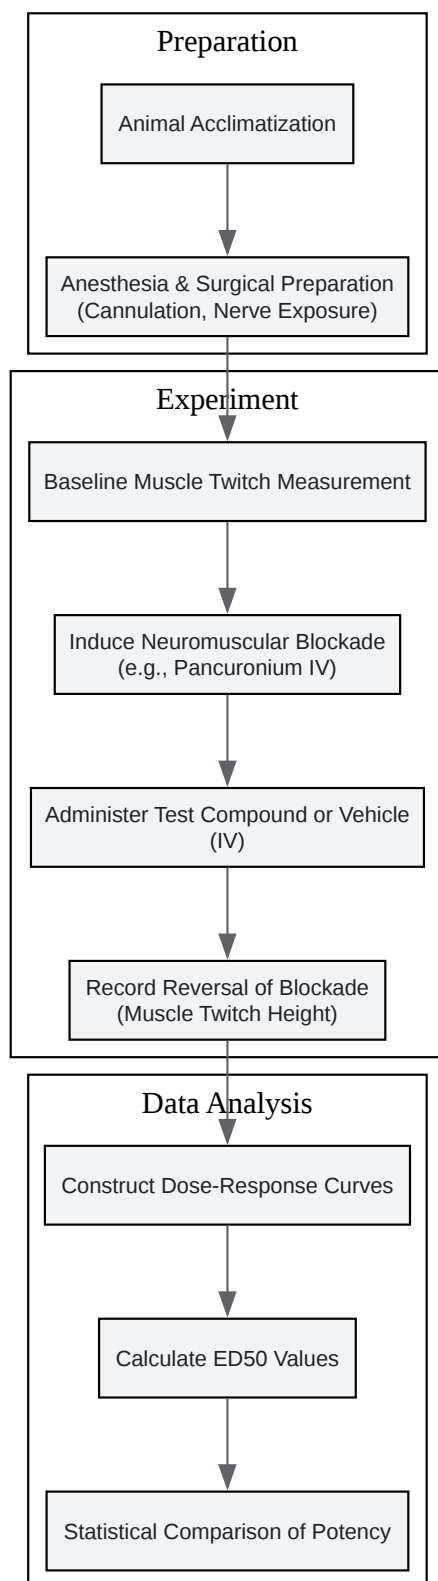 Preparation
Animal Acclimatization
Anesthesia & Surgical Preparation
(Cannulation, Nerve Exposure)
Experiment
Baseline Muscle Twitch Measurement
Induce Neuromuscular Blockade
(e.g., Pancuronium IV)
Administer Test Compound or Vehicle
(IV)
Record Reversal of Blockade
(Muscle Twitch Height)
Data Analysis
Construct Dose-Response Curves
Calculate ED50 Values
Statistical Comparison of Potency